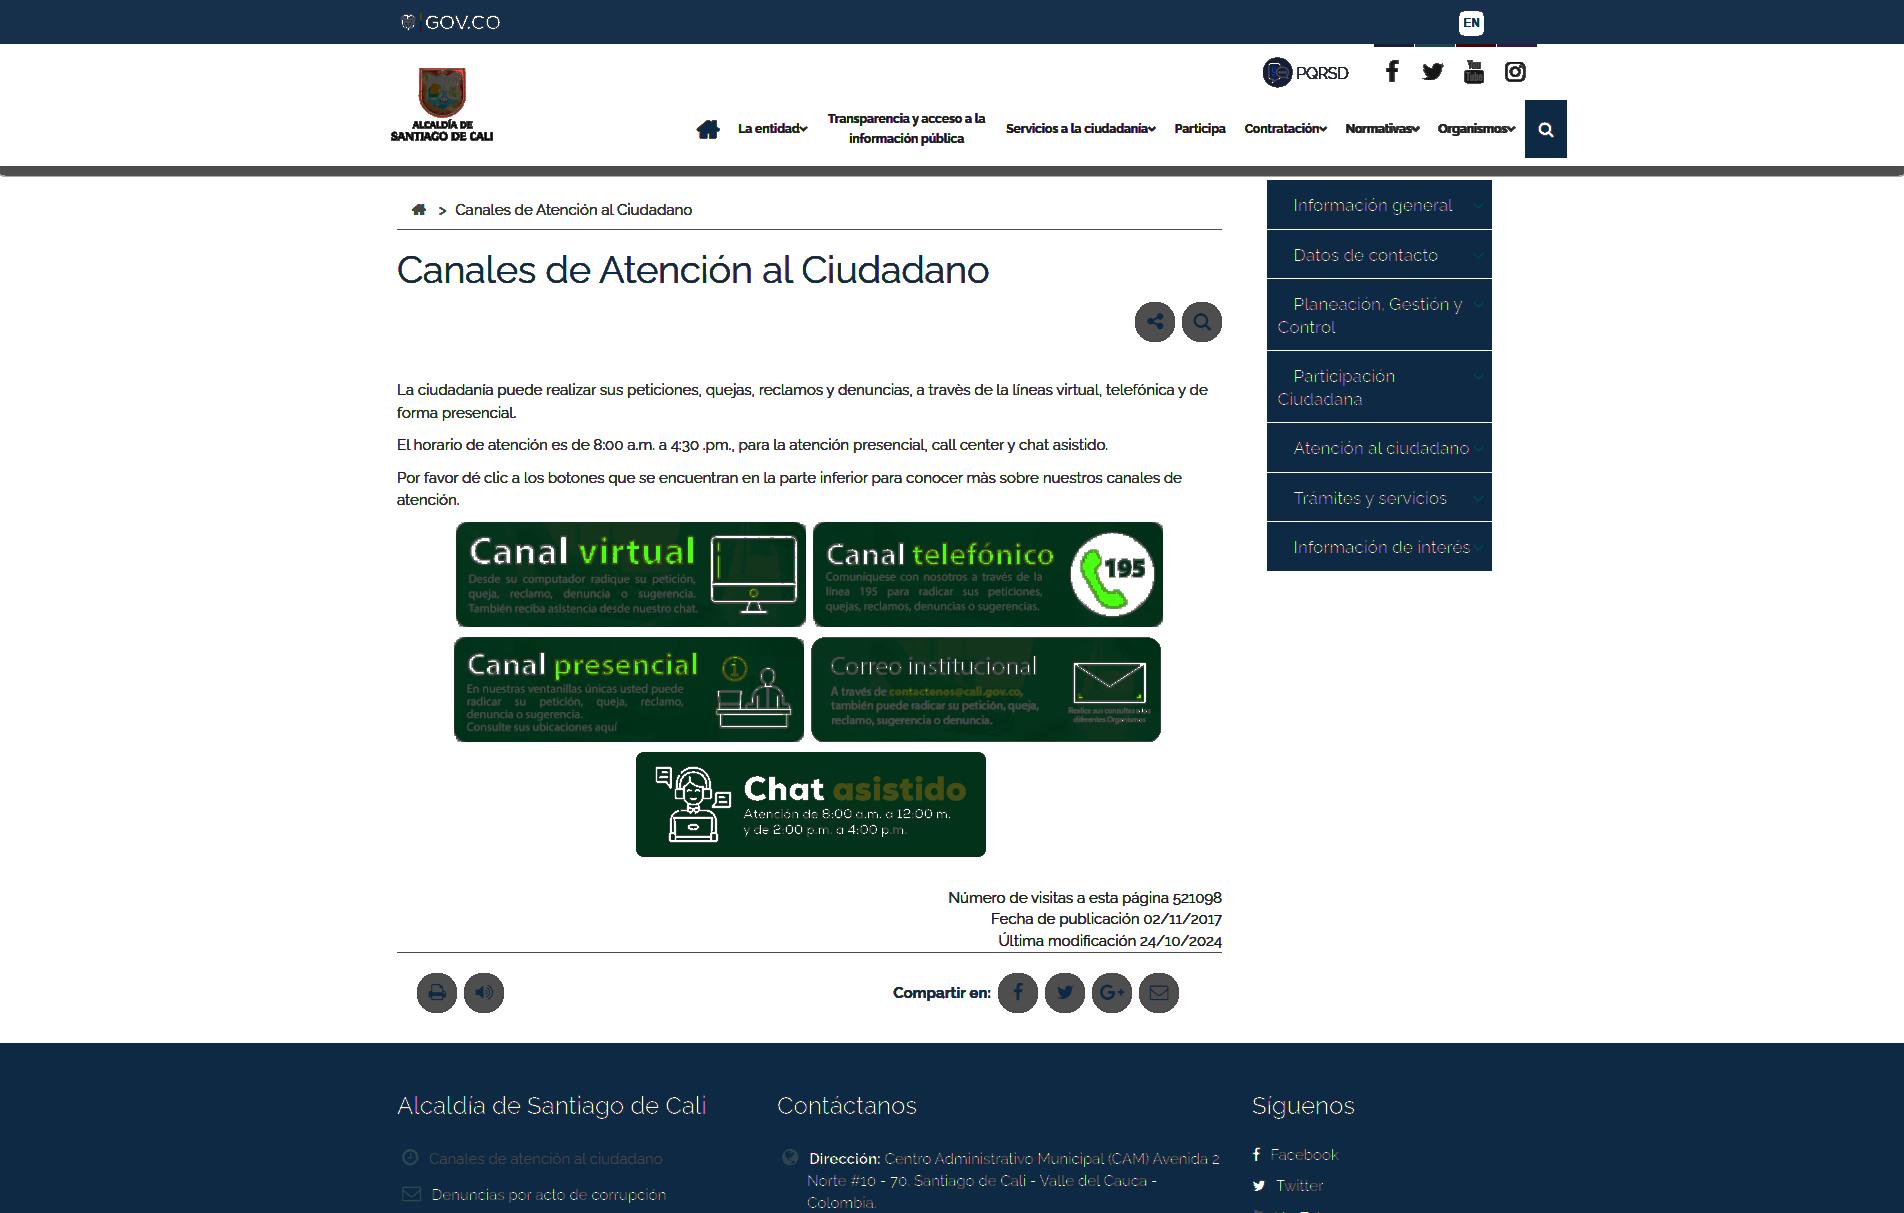 GOV.CO
EN
PQRSD
ALCALDÍA DE
SANTIAGO DE CALI
La entidad
Transparencia y acceso a la
información pública
Servicios a la ciudadanía
Participa
Contratación
Normativas
Organismos
> Canales de Atención al Ciudadano
Canales de Atención al Ciudadano
La ciudadanía puede realizar sus peticiones, quejas, reclamos y denuncias, a travès de la líneas virtual, telefónica y de
forma presencial.
El horario de atención es de 8:00 a.m. a 4:30 .pm., para la atención presencial, call center y chat asistido.
Por favor dé clic a los botones que se encuentran en la parte inferior para conocer màs sobre nuestros canales de
atención.
Canal virtual
Desde su computador radique su petición,
queja, reclamo, denuncia o sugerencia.
También reciba asistencia desde nuestro chat.
Canal telefónico
Comuníquese con nosotros a través de la
línea 195 para radicar sus peticiones,
quejas, reclamos, denuncias o sugerencias.
195
Canal presencial
En nuestras ventanillas únicas usted puede
radicar su petición, queja, reclamo,
denuncia o sugerencia.
Consulte sus ubicaciones aquí
Correo institucional
A través de contactenos@cali.gov.co,
también puede radicar su petición, queja,
reclamo, sugerencia o denuncia.
Realice sus consultas a los
diferentes Organismos
Chat asistido
Atención de 8:00 a.m. a 12:00 m.
y de 2:00 p.m. a 4:00 p.m.
Número de visitas a esta página 521098
Fecha de publicación 02/11/2017
Última modificación 24/10/2024
Compartir en:
Información general
Datos de contacto
Planeación, Gestión y
Control
Participación
Ciudadana
Atención al ciudadano
Trámites y servicios
Información de interés
Alcaldía de Santiago de Cali
Canales de atención al ciudadano
Denuncias por acto de corrupción
Contáctanos
Dirección: Centro Administrativo Municipal (CAM) Avenida 2
Norte #10 - 70. Santiago de Cali - Valle del Cauca -
Colombia.
Síguenos
Facebook
Twitter